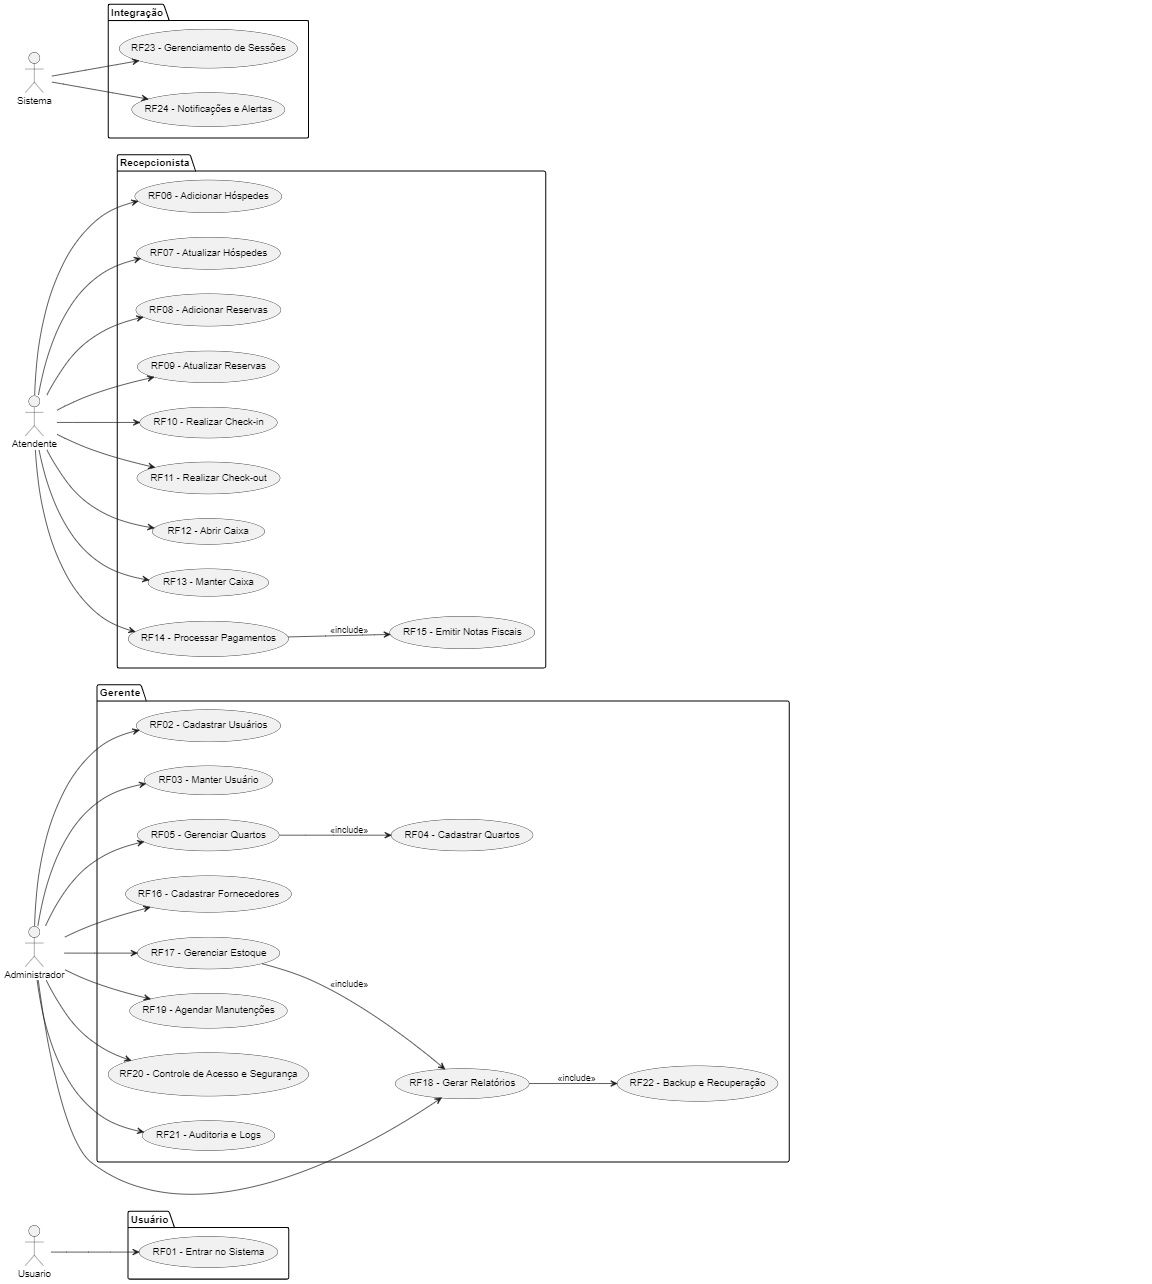 Integração
RF23 - Gerenciamento de Sessões
Sistema
RF24 - Notificações e Alertas
Recepcionista
RF06 - Adicionar Hóspedes
RF07 - Atualizar Hóspedes
RF08 - Adicionar Reservas
RF09 - Atualizar Reservas
RF10 - Realizar Check-in
Atendente
RF11 - Realizar Check-out
RF12 - Abrir Caixa
RF13 - Manter Caixa
RF14 - Processar Pagamentos
«include»
RF15 - Emitir Notas Fiscais
Gerente
RF02 - Cadastrar Usuários
RF03 - Manter Usuário
RF05 - Gerenciar Quartos
«include»
RF04 - Cadastrar Quartos
RF16 - Cadastrar Fornecedores
RF17 - Gerenciar Estoque
Administrador
«include»
RF19 - Agendar Manutenções
RF20 - Controle de Acesso e Segurança
RF18 - Gerar Relatórios
«include»
RF22 - Backup e Recuperação
RF21 - Auditoria e Logs
Usuário
RF01 - Entrar no Sistema
Usuario